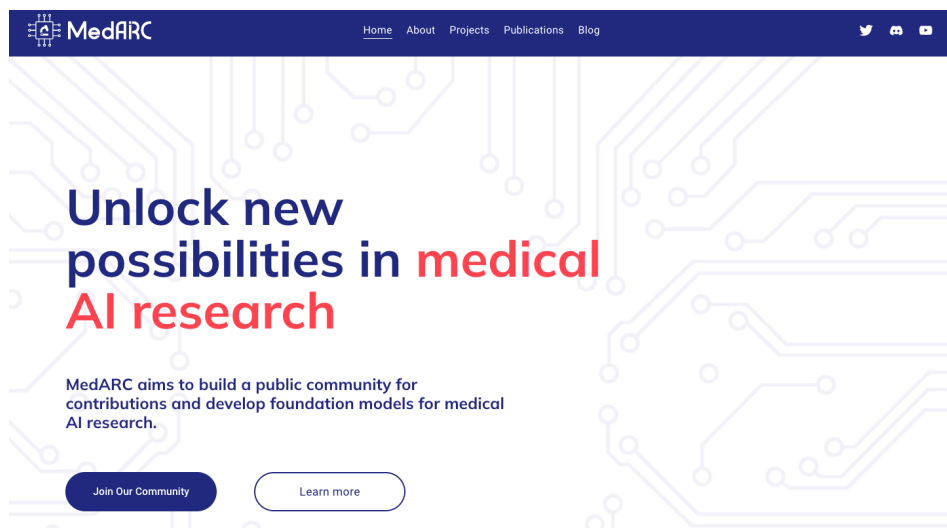 MedARC
Home About Projects Publications Blog
Unlock new
possibilities in medical
AI research
MedARC aims to build a public community for
contributions and develop foundation models for medical
AI research.
Join Our Community
Learn more